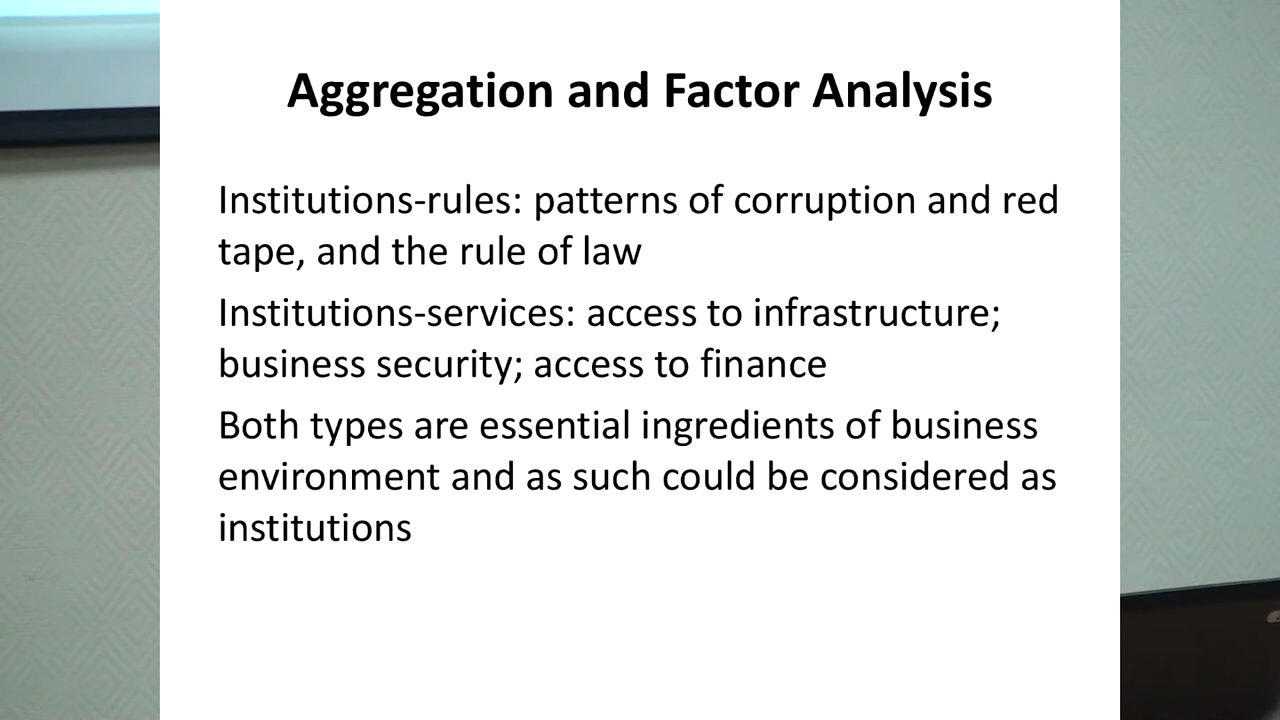 Aggregation and Factor Analysis
Institutions-rules: patterns of corruption and red
tape, and the rule of law
Institutions-services: access to infrastructure;
business security; access to finance
Both types are essential ingredients of business
environment and as such could be considered as
institutions